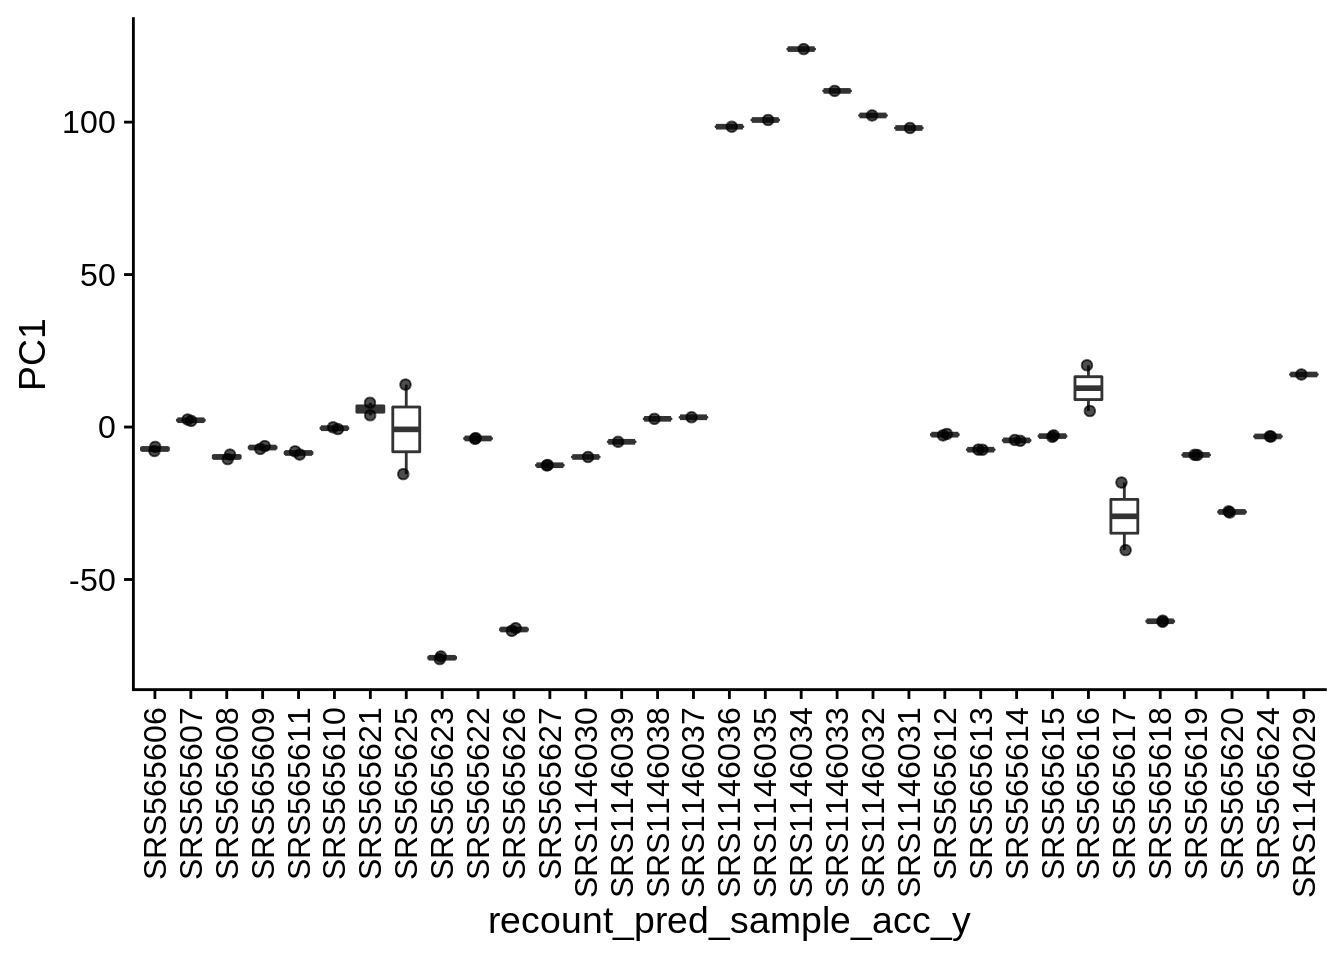 PC1
100
50
0
-50
SRS565606
SRS565607
SRS565608
SRS565609
SRS565611
SRS565610
SRS565621
SRS565625
SRS565623
SRS565622
SRS565626
SRS565627
SRS1146030
SRS1146039
SRS1146038
SRS1146037
SRS1146036
SRS1146035
SRS1146034
SRS1146033
SRS1146032
SRS1146031
SRS565612
SRS565613
SRS565614
SRS565615
SRS565616
SRS565617
SRS565618
SRS565619
SRS565620
SRS565624
SRS1146029
recount_pred_sample_acc_y